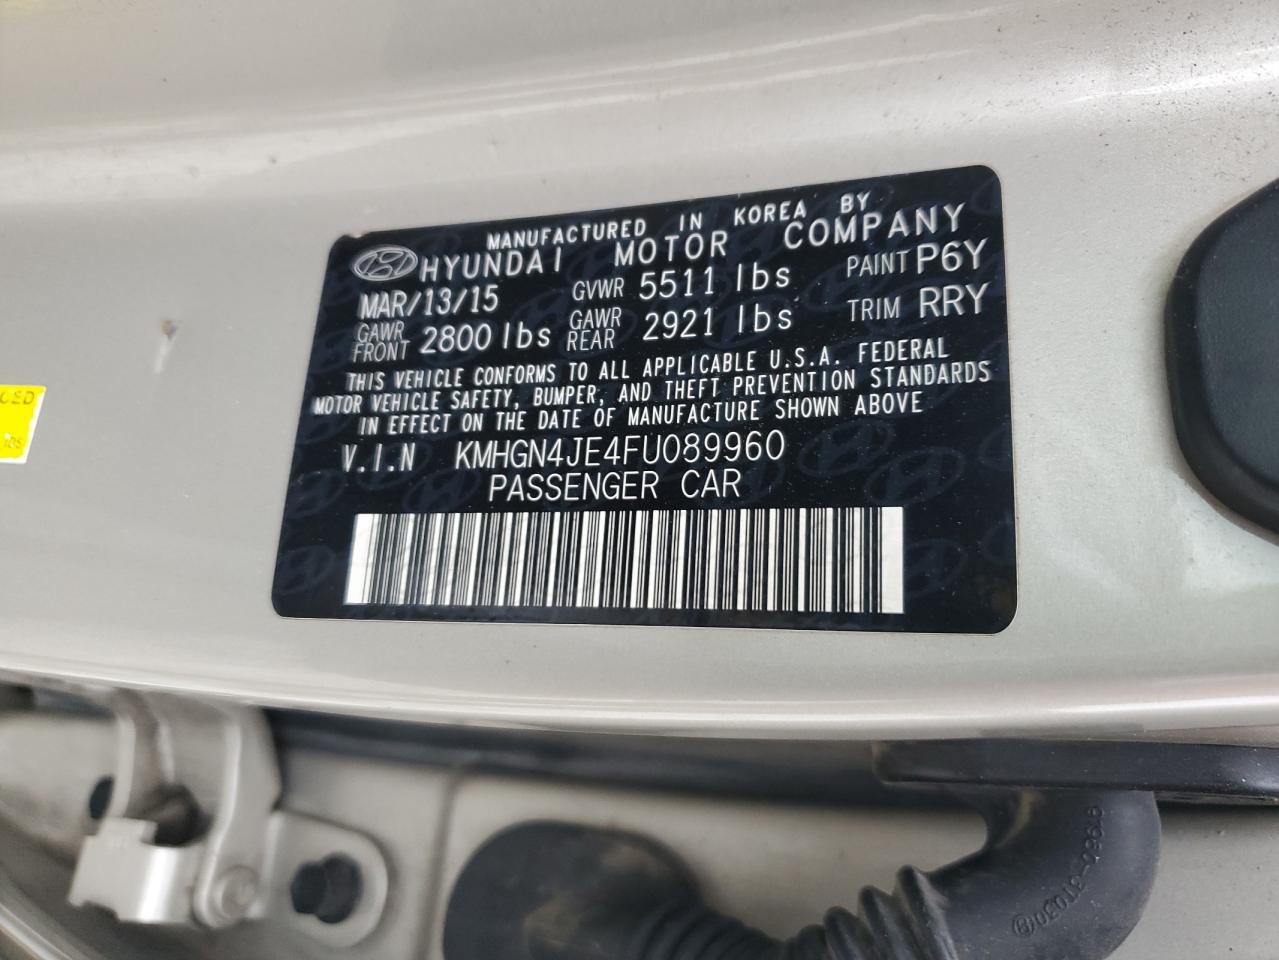 MANUFACTURED IN KOREA BY
HYUNDAI MOTOR COMPANY
MAR/13/15 GVWR 5511 lbs PAINT P6Y
GAWR FRONT 2800 lbs GAWR REAR 2921 lbs TRIM RRY
THIS VEHICLE CONFORMS TO ALL APPLICABLE U.S.A. FEDERAL
MOTOR VEHICLE SAFETY, BUMPER, AND THEFT PREVENTION STANDARDS
IN EFFECT ON THE DATE OF MANUFACTURE SHOWN ABOVE
V.I.N KMHGN4JE4FU089960
PASSENGER CAR